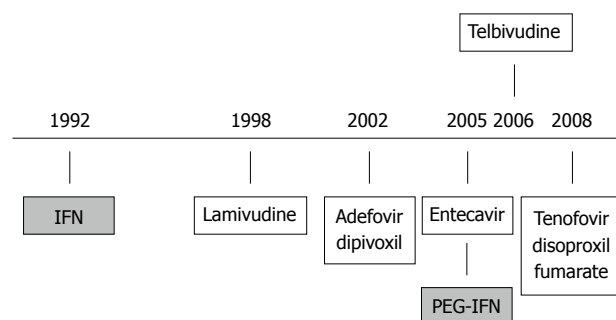 Telbivudine
1992 1998 2002 2005 2006 2008
IFN
Lamivudine
Adefovir
dipivoxil
Entecavir
Tenofovir
disoproxil
fumarate
PEG-IFN